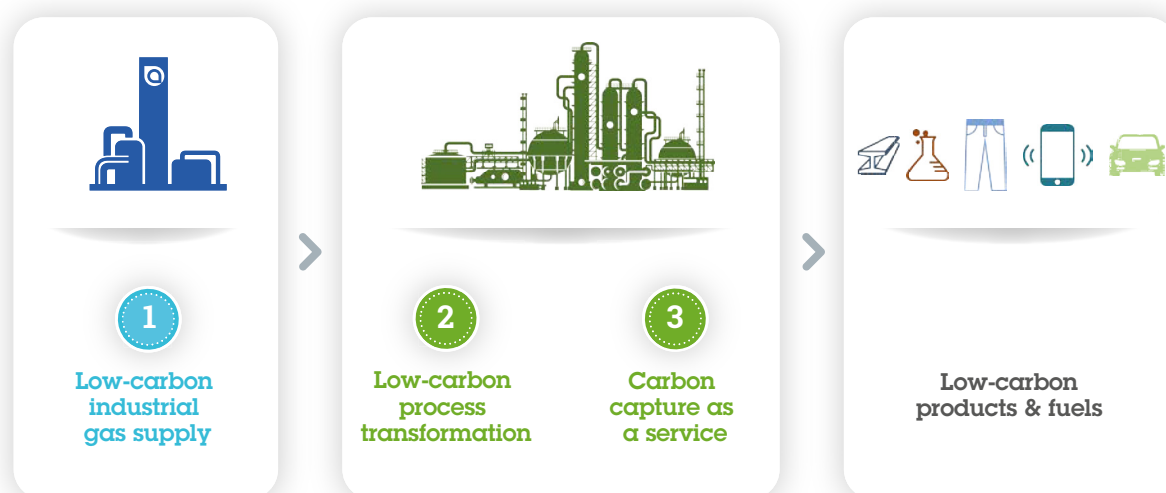 1
Low-carbon
industrial
gas supply
2
Low-carbon
process
transformation
3
Carbon
capture as
a service
Low-carbon
products & fuels